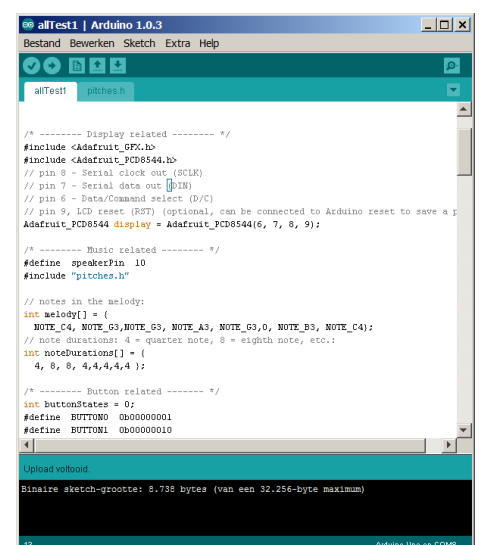 allTest1 | Arduino 1.0.3
Bestand Bewerken Sketch Extra Help
allTest1 pitches.h
/* -------- Display related -------- */
#include <Adafruit_GFX.h>
#include <Adafruit_PCD8544.h>
// pin 8 - Serial clock out (SCLK)
// pin 7 - Serial data out (DIN)
// pin 6 - Data/Command select (D/C)
// pin 9, LCD reset (RST) (optional, can be connected to Arduino reset to save a p
Adafruit_PCD8544 display = Adafruit_PCD8544(6, 7, 8, 9);
/* -------- Music related -------- */
#define speakerPin 10
#include "pitches.h"
// notes in the melody:
int melody[] = {
NOTE_C4, NOTE_G3,NOTE_G3, NOTE_A3, NOTE_G3,0, NOTE_B3, NOTE_C4};
// note durations: 4 = quarter note, 8 = eighth note, etc.:
int noteDurations[] = {
4, 8, 8, 4,4,4,4,4 };
/* -------- Button related ------- */
int buttonStates = 0;
#define BUTTON0 0b00000001
#define BUTTON1 0b00000010
Upload voltooid.
Binaire sketch-grootte: 8.738 bytes (van een 32.256-byte maximum)